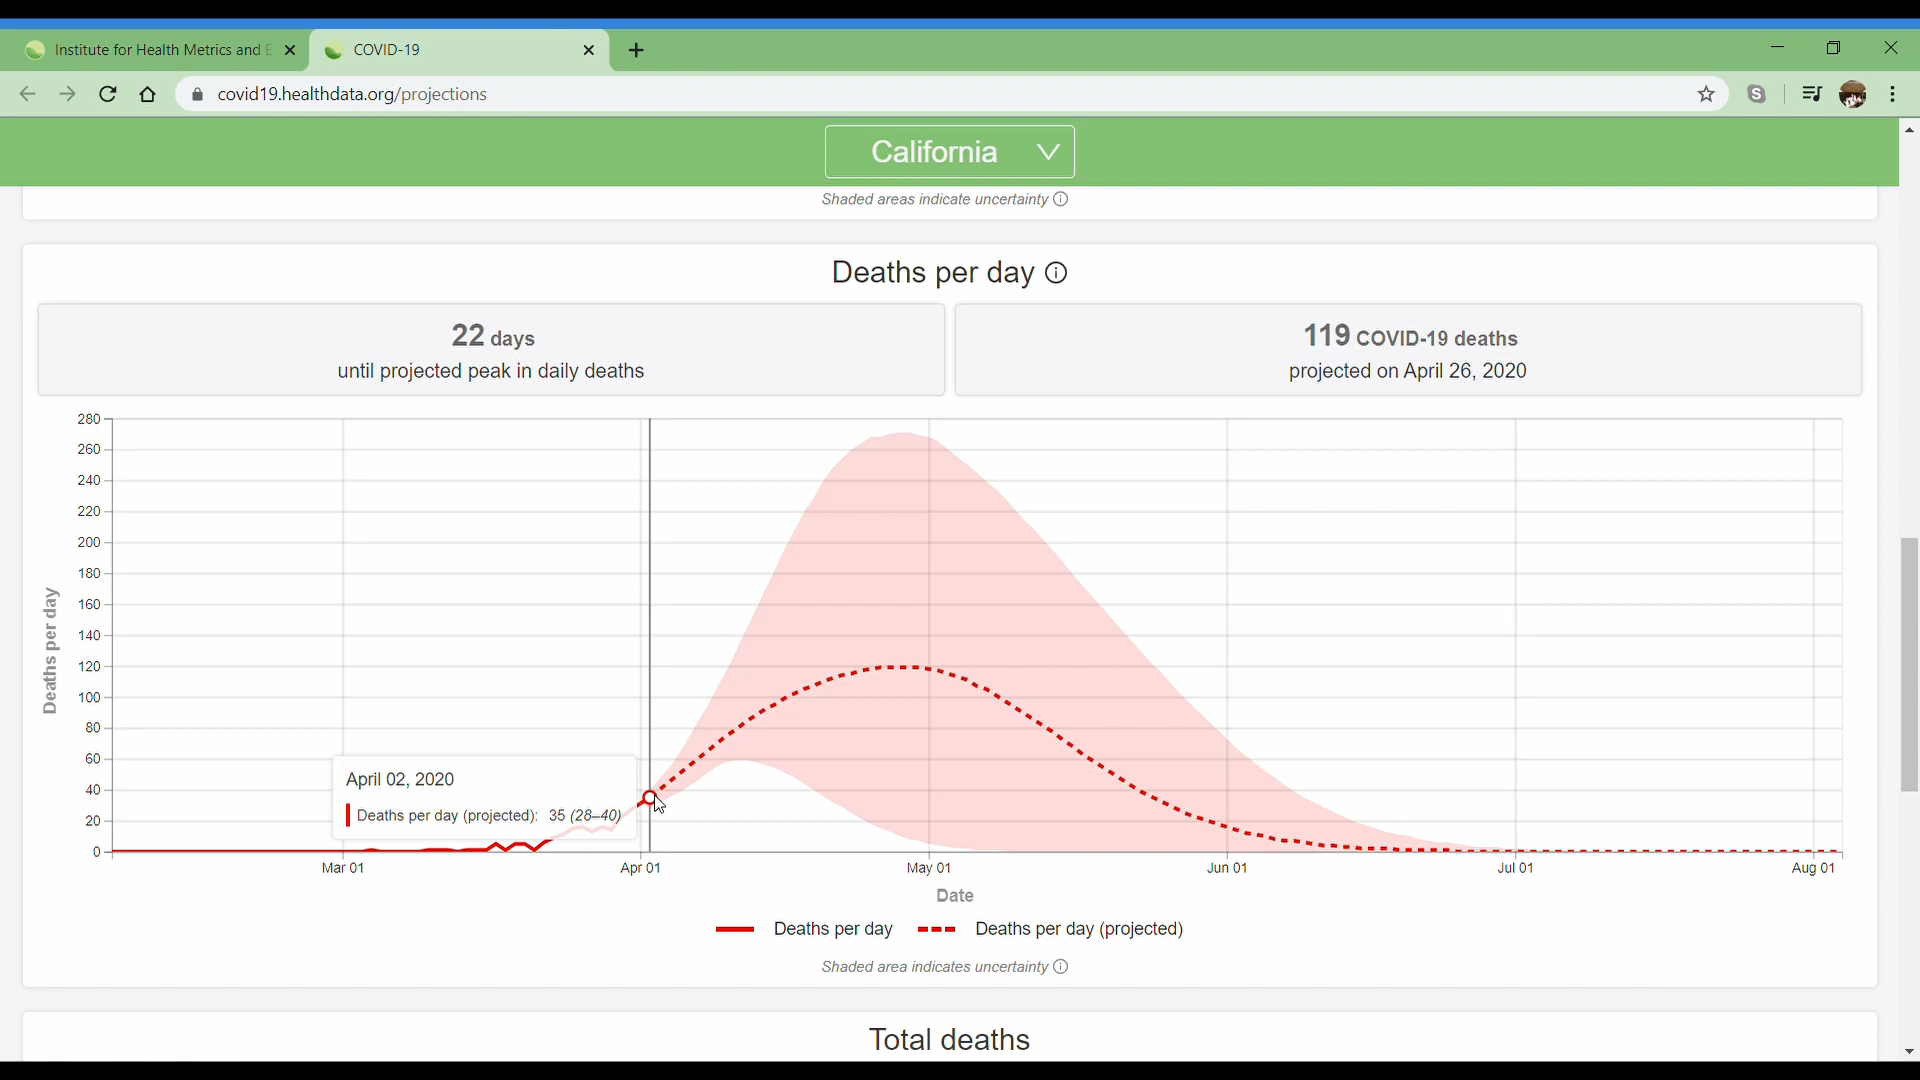 Institute for Health Metrics and E
COVID-19
covid19.healthdata.org/projections
S
California
Shaded areas indicate uncertainty
Deaths per day
22 days
until projected peak in daily deaths
119 COVID-19 deaths
projected on April 26, 2020
280
260
240
220
200
180
160
140
120
100
80
60
40
20
0
Deaths per day
April 02, 2020
Deaths per day (projected): 35 (28–40)
Mar 01
Apr 01
May 01
Jun 01
Jul 01
Aug 01
Date
Deaths per day
Deaths per day (projected)
Shaded area indicates uncertainty
Total deaths